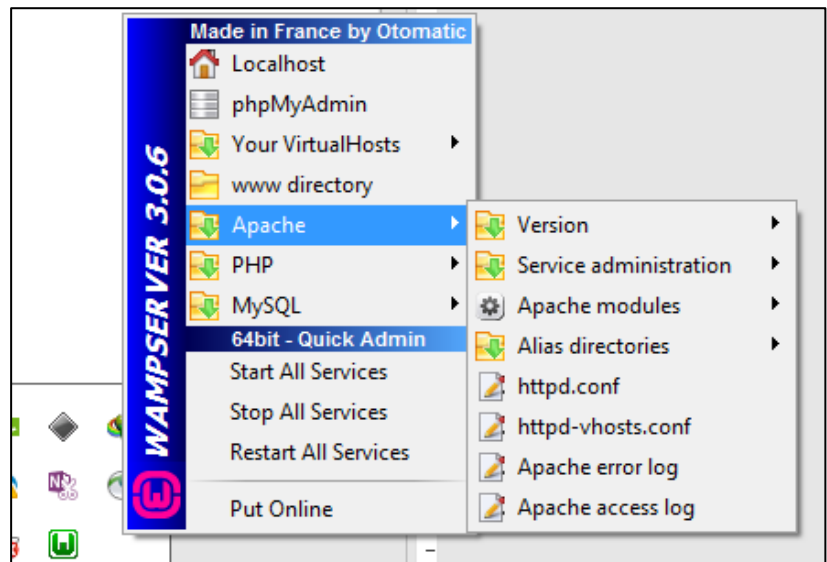 Made in France by Otomatic
Localhost
phpMyAdmin
Your VirtualHosts
www directory
Apache
PHP
MySQL
64bit - Quick Admin
Start All Services
Stop All Services
Restart All Services
Put Online
WAMPSERVER 3.0.6
Version
Service administration
Apache modules
Alias directories
httpd.conf
httpd-vhosts.conf
Apache error log
Apache access log